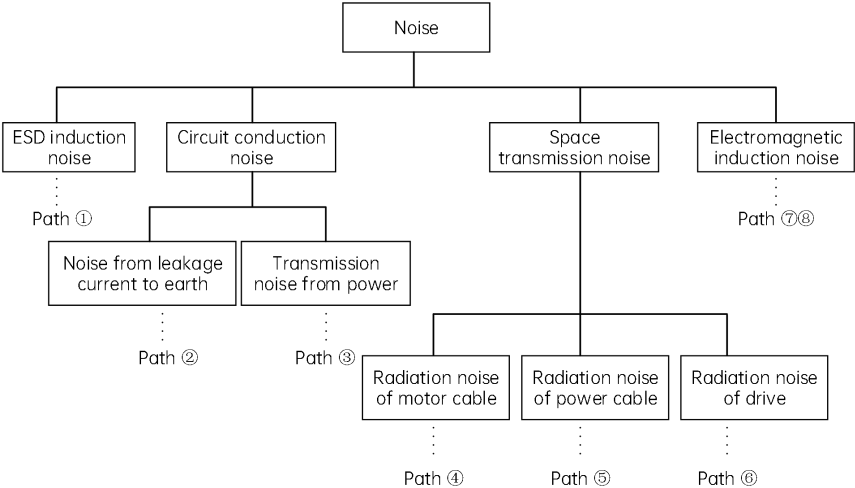 Noise
ESD induction
noise
Circuit conduction
noise
Space
transmission noise
Electromagnetic
induction noise
Path ①
Path ⑦⑧
Noise from leakage
current to earth
Transmission
noise from power
Path ②
Path ③
Radiation noise
of motor cable
Radiation noise
of power cable
Radiation noise
of drive
Path ④
Path ⑤
Path ⑥